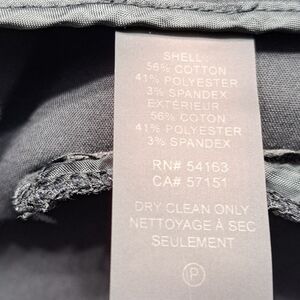 SHELL:
56% COTTON
41% POLYESTER
3% SPANDEX
EXTÉRIEUR
56% COTON
41% POLYESTER
3% SPANDEX
RN# 54163
CA# 57151
DRY CLEAN ONLY
NETTOYAGE À SEC
SEULEMENT
P